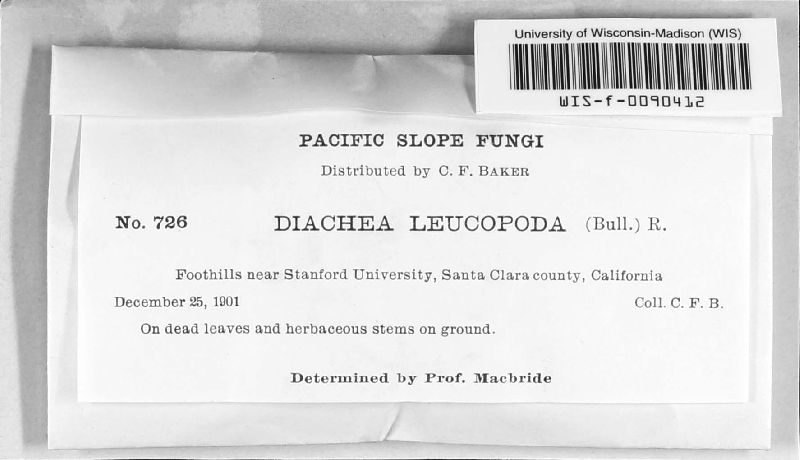 University of Wisconsin-Madison (WIS)
WIS-f-0090412
PACIFIC SLOPE FUNGI
Distributed by C. F. BAKER
No. 726 DIACHEA LEUCOPODA (Bull.) R.
Foothills near Stanford University, Santa Clara county, California
December 25, 1901 Coll. C. F. B.
On dead leaves and herbaceous stems on ground.
Determined by Prof. Macbride